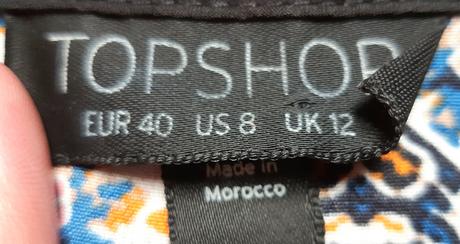 TOPSHOP
EUR 40 US 8 UK 12
Made in
Morocco